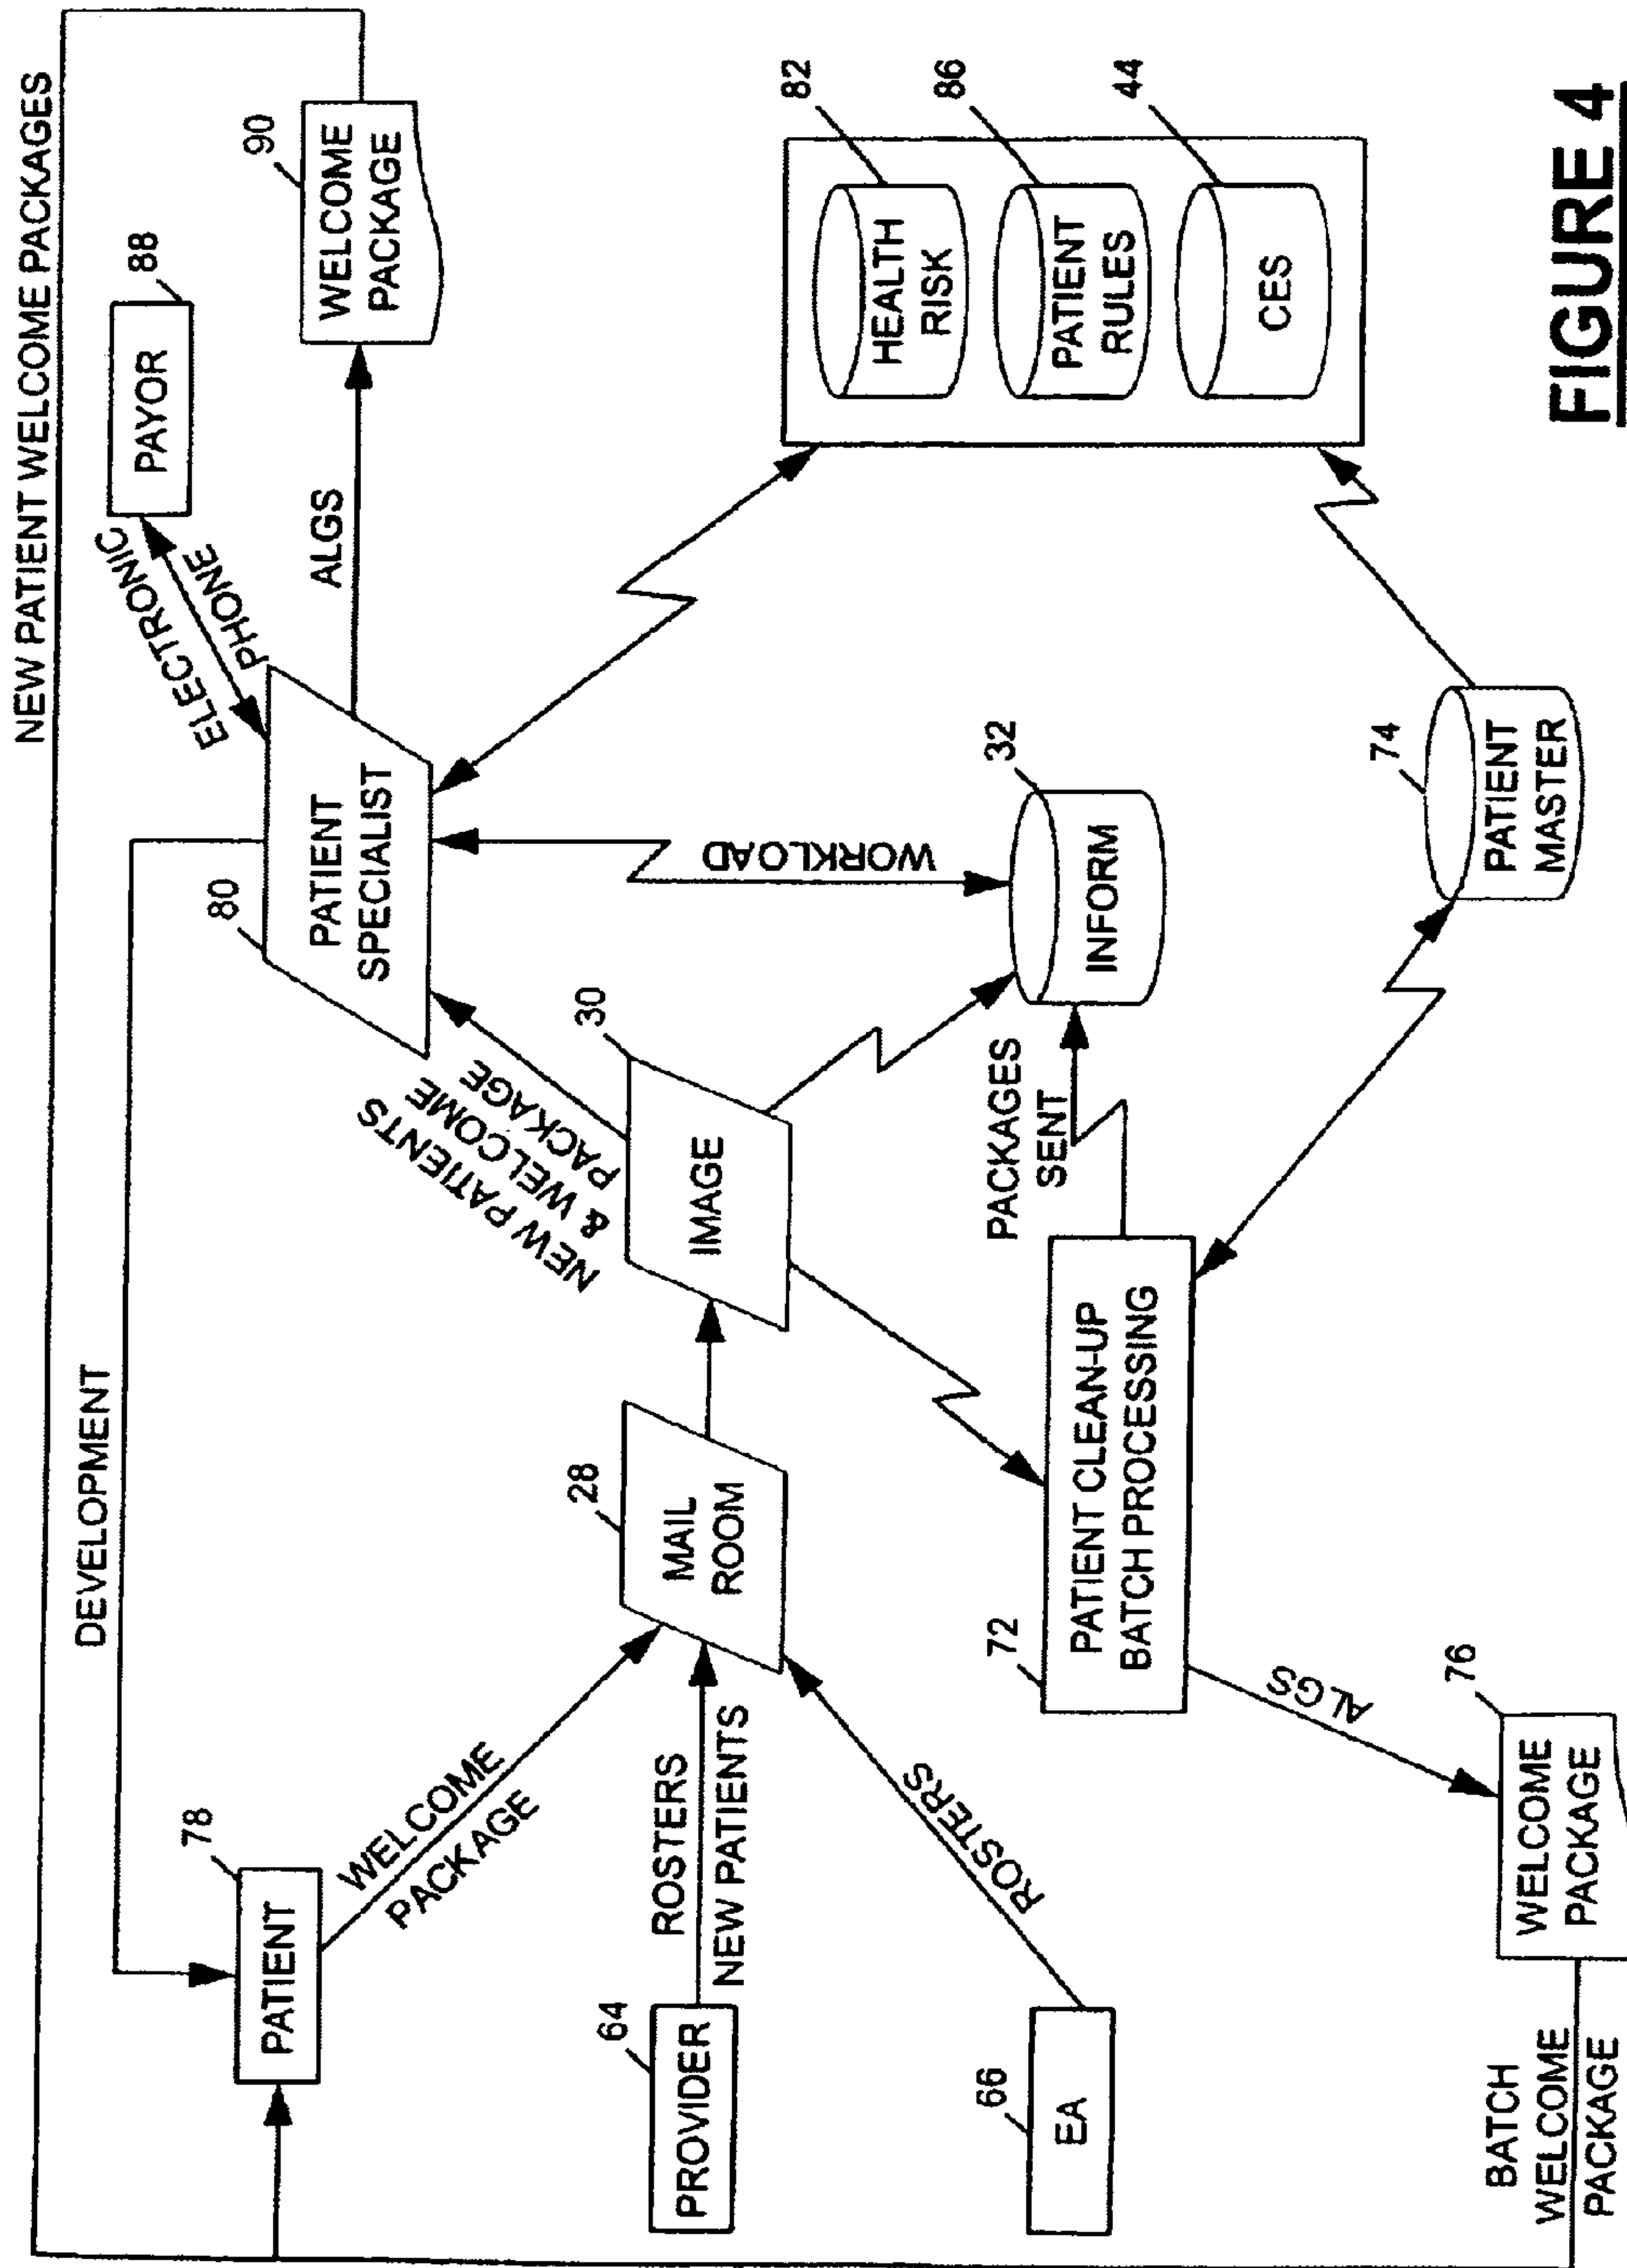 NEW PATIENT WELCOME PACKAGES
DEVELOPMENT
78
PATIENT
WELCOME
PACKAGE
64
PROVIDER
ROSTERS
NEW PATIENTS
66
EA
ROSTERS
28
MAIL
ROOM
30
IMAGE
NEW PATIENTS
& WELCOME
PACKAGE
80
PATIENT
SPECIALIST
ELECTRONIC
PHONE
PAYOR
88
ALGS
90
WELCOME
PACKAGE
WORKLOAD
32
INFORM
PACKAGES
SENT
72
PATIENT CLEAN-UP
BATCH PROCESSING
ALGS
76
WELCOME
PACKAGE
BATCH
WELCOME
PACKAGE
74
PATIENT
MASTER
82
HEALTH
RISK
86
PATIENT
RULES
44
CES
FIGURE 4